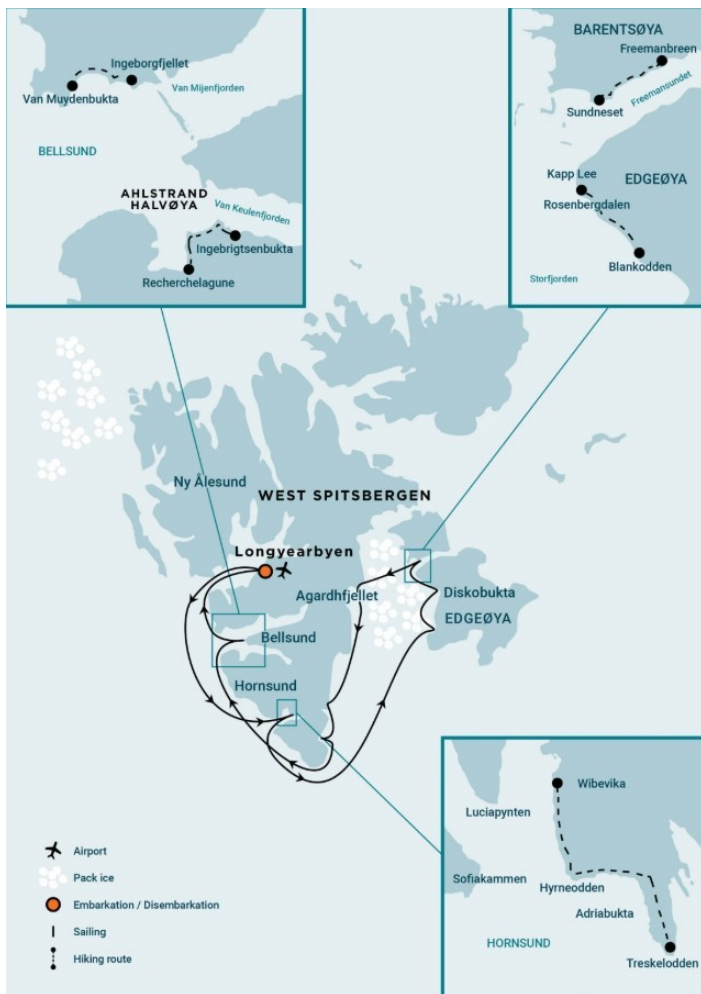 Ingeborgfjellet
Van Muydenbukta
Van Mijenfjorden
BELLSUND
AHLSTRAND
HALVØYA
Van Keulenfjorden
Ingebrigtsenbukta
Recherchelagune
BARENTSØYA
Freemanbreen
Freemansundet
Sundneset
Kapp Lee
EDGEØYA
Rosenbergdalen
Blankodden
Storfjorden
Ny Ålesund
WEST SPITSBERGEN
Longyearbyen
Agardhfjellet
Diskobukta
EDGEØYA
Bellsund
Hornsund
Wibevika
Luciapynten
Sofiakammen
Hyrneodden
Adriabukta
HORNSUND
Treskelodden
Airport
Pack ice
Embarkation / Disembarkation
Sailing
Hiking route